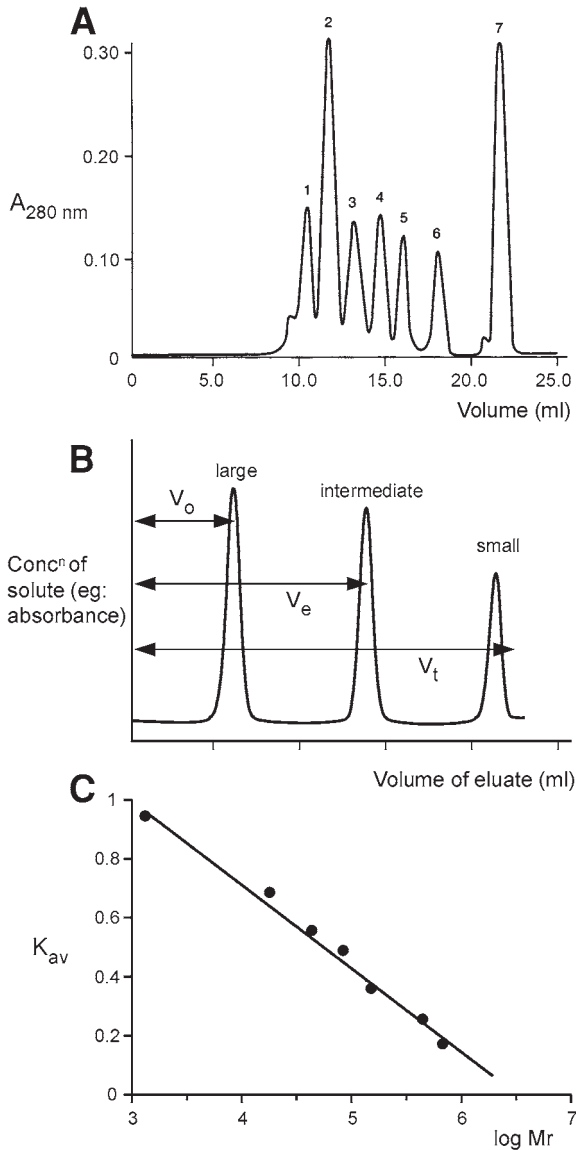 A
0.30
0.20
0.10
0
A280 nm
1
2
3
4
5
6
7
0 5.0 10.0 15.0 20.0 25.0
Volume (ml)
B
large
intermediate
small
Vo
Ve
Vt
Concⁿ of
solute (eg:
absorbance)
Volume of eluate (ml)
C
1
0.8
0.6
0.4
0.2
0
Kav
3 4 5 6 7
log Mr